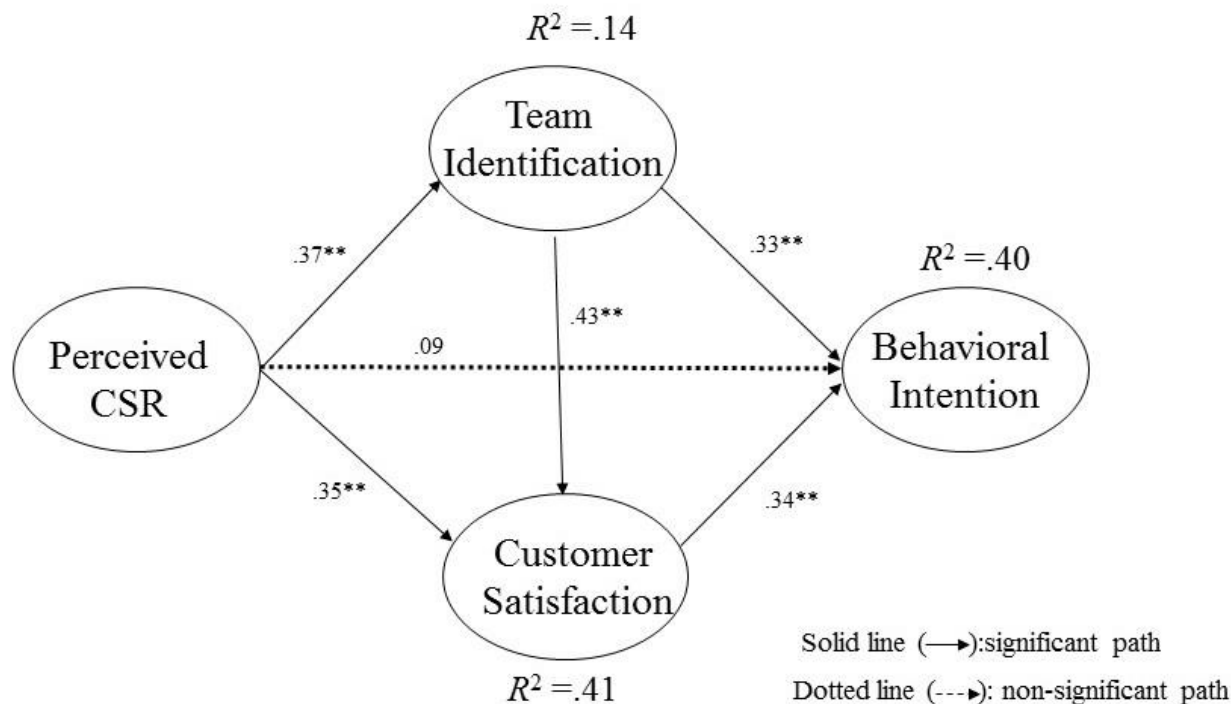 R² =.14
Team
Identification
.37**
.33**
R² =.40
.43**
Perceived
CSR
.09
Behavioral
Intention
.35**
.34**
Customer
Satisfaction
R² =.41
Solid line (→):significant path
Dotted line (--->): non-significant path